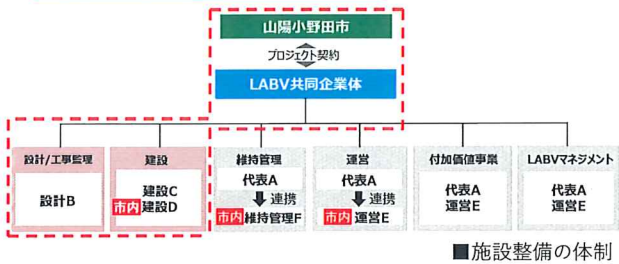 山陽小野田市
プロジェクト契約
LABV共同企業体
設計/工事監理
設計B
建設
建設C
市内 建設D
維持管理
代表A
連携
市内 維持管理F
運営
代表A
連携
市内 運営E
付加価値事業
代表A
運営E
LABVマネジメント
代表A
運営E
■施設整備の体制